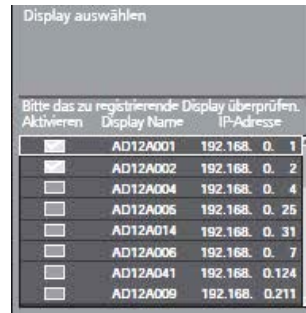 Display auswählen
Bitte das zu registrierende Display überprüfen.
Aktivieren Display Name IP-Adresse
AD12A001 192.168. 0. 1
AD12A002 192.168. 0. 2
AD12A004 192.168. 0. 4
AD12A005 192.168. 0. 25
AD12A014 192.168. 0. 31
AD12A006 192.168. 0. 7
AD12A041 192.168. 0.124
AD12A009 192.168. 0.211